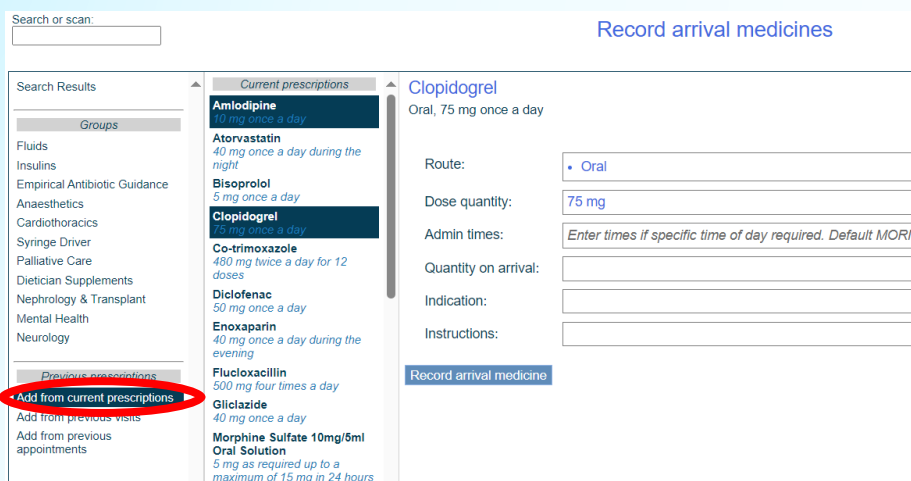 Search or scan:
Record arrival medicines
Search Results
Groups
Fluids
Insulins
Empirical Antibiotic Guidance
Anaesthetics
Cardiothoracics
Syringe Driver
Palliative Care
Dietician Supplements
Nephrology & Transplant
Mental Health
Neurology
Previous prescriptions
Add from current prescriptions
Add from previous visits
Add from previous
appointments
Current prescriptions
Amlodipine
10 mg once a day
Atorvastatin
40 mg once a day during the
night
Bisoprolol
5 mg once a day
Clopidogrel
75 mg once a day
Co-trimoxazole
480 mg twice a day for 12
doses
Diclofenac
50 mg once a day
Enoxaparin
40 mg once a day during the
evening
Flucloxacillin
500 mg four times a day
Gliclazide
40 mg once a day
Morphine Sulfate 10mg/5ml
Oral Solution
5 mg as required up to a
maximum of 15 mg in 24 hours
Clopidogrel
Oral, 75 mg once a day
Route:
• Oral
Dose quantity:
75 mg
Admin times:
Enter times if specific time of day required. Default MORI
Quantity on arrival:
Indication:
Instructions:
Record arrival medicine